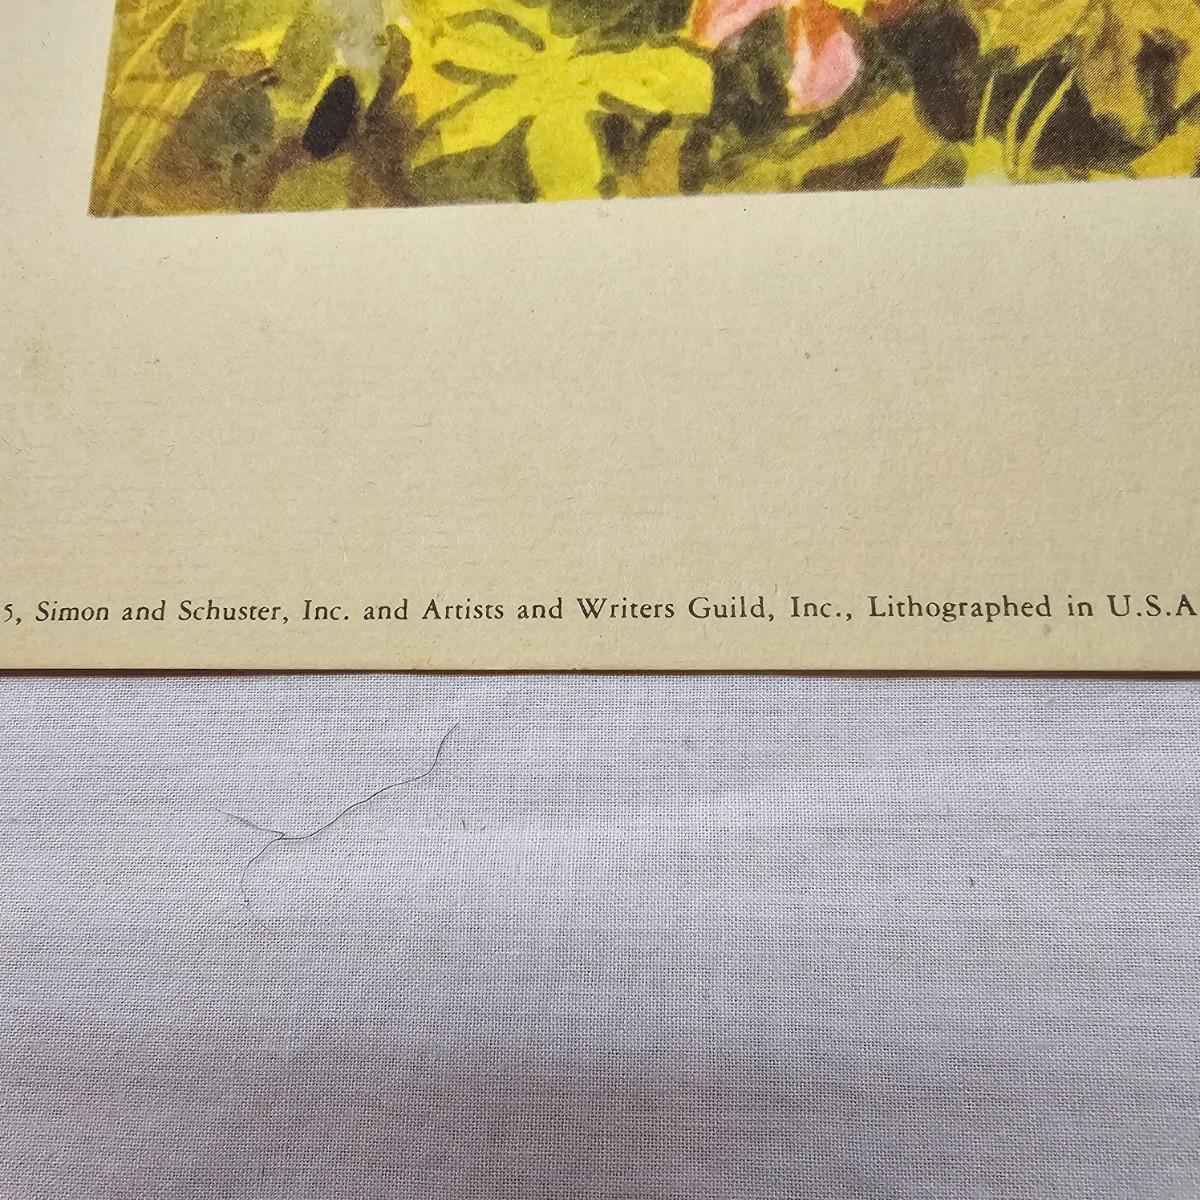 5, Simon and Schuster, Inc. and Artists and Writers Guild, Inc., Lithographed in U.S.A